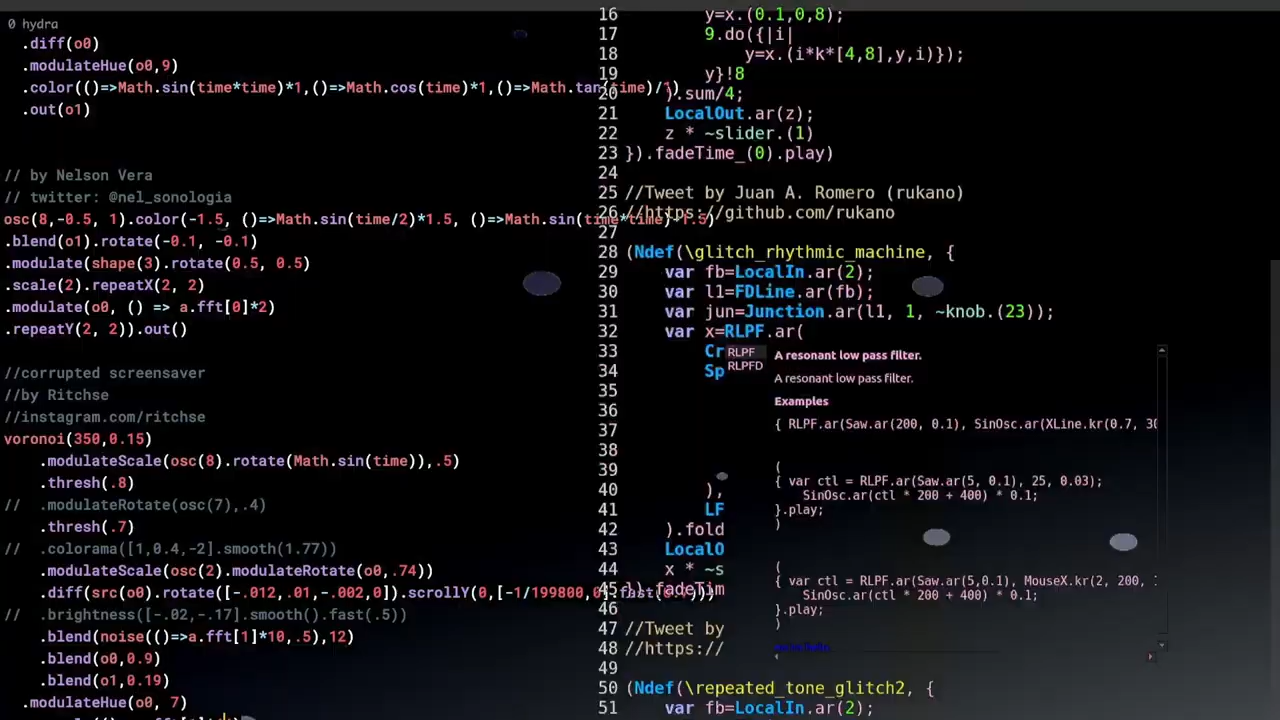 0 hydra
.diff(o0)
.modulateHue(o0,9)
.color(()=>Math.sin(time*time)*1,()=>Math.cos(time)*1,()=>Math.tan(time)/1)
.out(o1)
// by Nelson Vera
// twitter: @nel_sonologia
osc(8,-0.5, 1).color(-1.5, ()=>Math.sin(time/2)*1.5, ()=>Math.sin(time*time)-1.5)
.blend(o1).rotate(-0.1, -0.1)
.modulate(shape(3).rotate(0.5, 0.5)
.scale(2).repeatX(2, 2)
.modulate(o0, () => a.fft[0]*2)
.repeatY(2, 2)).out()
//corrupted screensaver
//by Ritchse
//instagram.com/ritchse
voronoi(350,0.15)
.modulateScale(osc(8).rotate(Math.sin(time)),.5)
.thresh(.8)
// .modulateRotate(osc(7),.4)
.thresh(.7)
// .colorama([1,0.4,-2].smooth(1.77))
.modulateScale(osc(2).modulateRotate(o0,.74))
.diff(src(o0).rotate([-.012,.01,-.002,0]).scrollY(0,[-1/199800,0].fast(
// .brightness([-.02,-.17].smooth().fast(.5))
.blend(noise(()=>a.fft[1]*10,.5),12)
.blend(o0,0.9)
.blend(o1,0.19)
.modulateHue(o0, 7)
16 y=x.(0.1,0,8);
17 9.do({|i|
18 y=x.(i*k*[4,8],y,i)});
19 y}!8
20 ).sum/4;
21 LocalOut.ar(z);
22 z * ~slider.(1)
23 }).fadeTime_(0).play)
24
25 //Tweet by Juan A. Romero (rukano)
26 //https://github.com/rukano
27
28 (Ndef(\glitch_rhythmic_machine, {
29 var fb=LocalIn.ar(2);
30 var l1=FDLine.ar(fb);
31 var jun=Junction.ar(l1, 1, ~knob.(23));
32 var x=RLPF.ar(
33 Cr
34 Sp
35
36
37
38
39
40 ),
41 LF
42 ).fold
43 LocalO
44 x * ~s
45 }).fadeTim
46
47 //Tweet by
48 //https://
49
50 (Ndef(\repeated_tone_glitch2, {
51 var fb=LocalIn.ar(2);
RLPF
RLPFD
A resonant low pass filter.
A resonant low pass filter.
Examples
{ RLPF.ar(Saw.ar(200, 0.1), SinOsc.ar(XLine.kr(0.7, 30
(
{ var ctl = RLPF.ar(Saw.ar(5, 0.1), 25, 0.03);
SinOsc.ar(ctl * 200 + 400) * 0.1;
}.play;
)
(
{ var ctl = RLPF.ar(Saw.ar(5,0.1), MouseX.kr(2, 200,
SinOsc.ar(ctl * 200 + 400) * 0.1;
}.play;
)